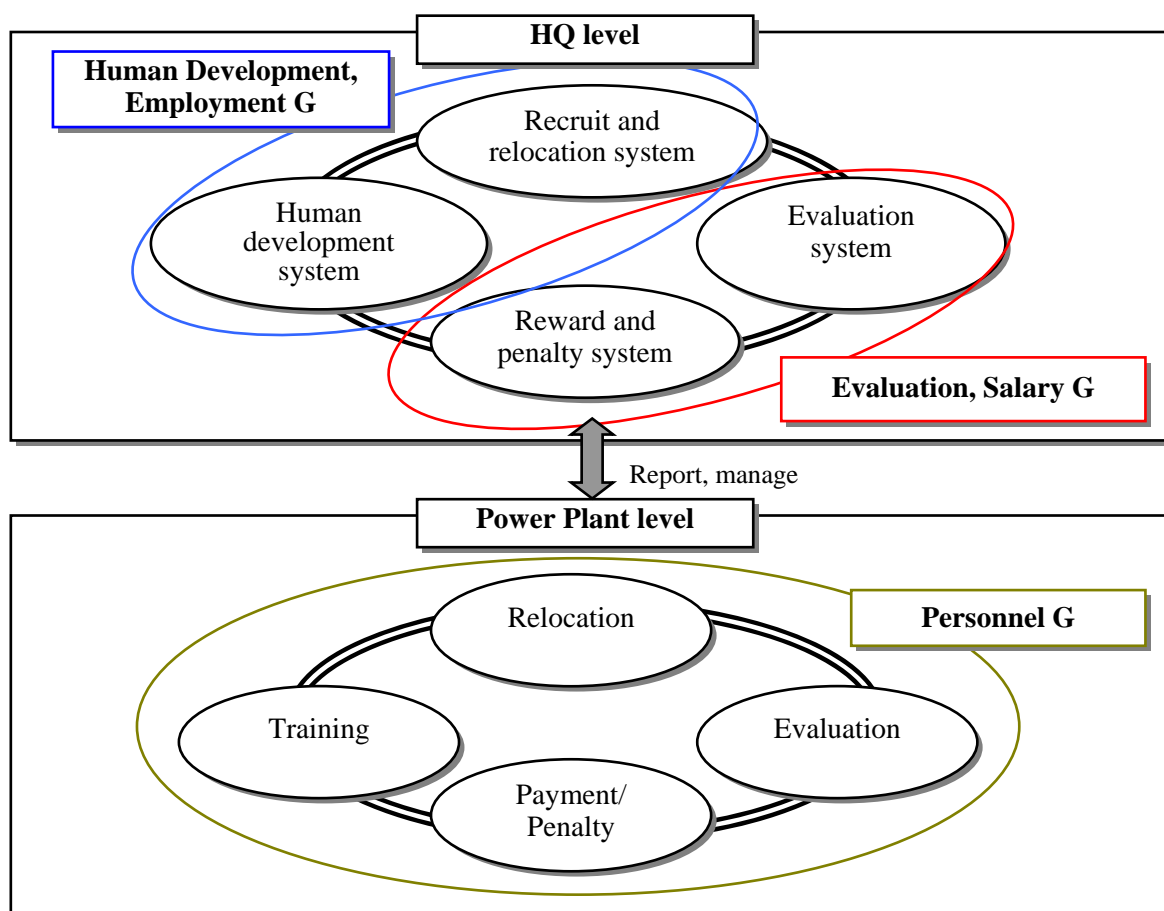 HQ level
Human Development,
Employment G
Recruit and
relocation system
Human
development
system
Evaluation
system
Reward and
penalty system
Evaluation, Salary G
Report, manage
Power Plant level
Relocation
Personnel G
Training
Evaluation
Payment/
Penalty